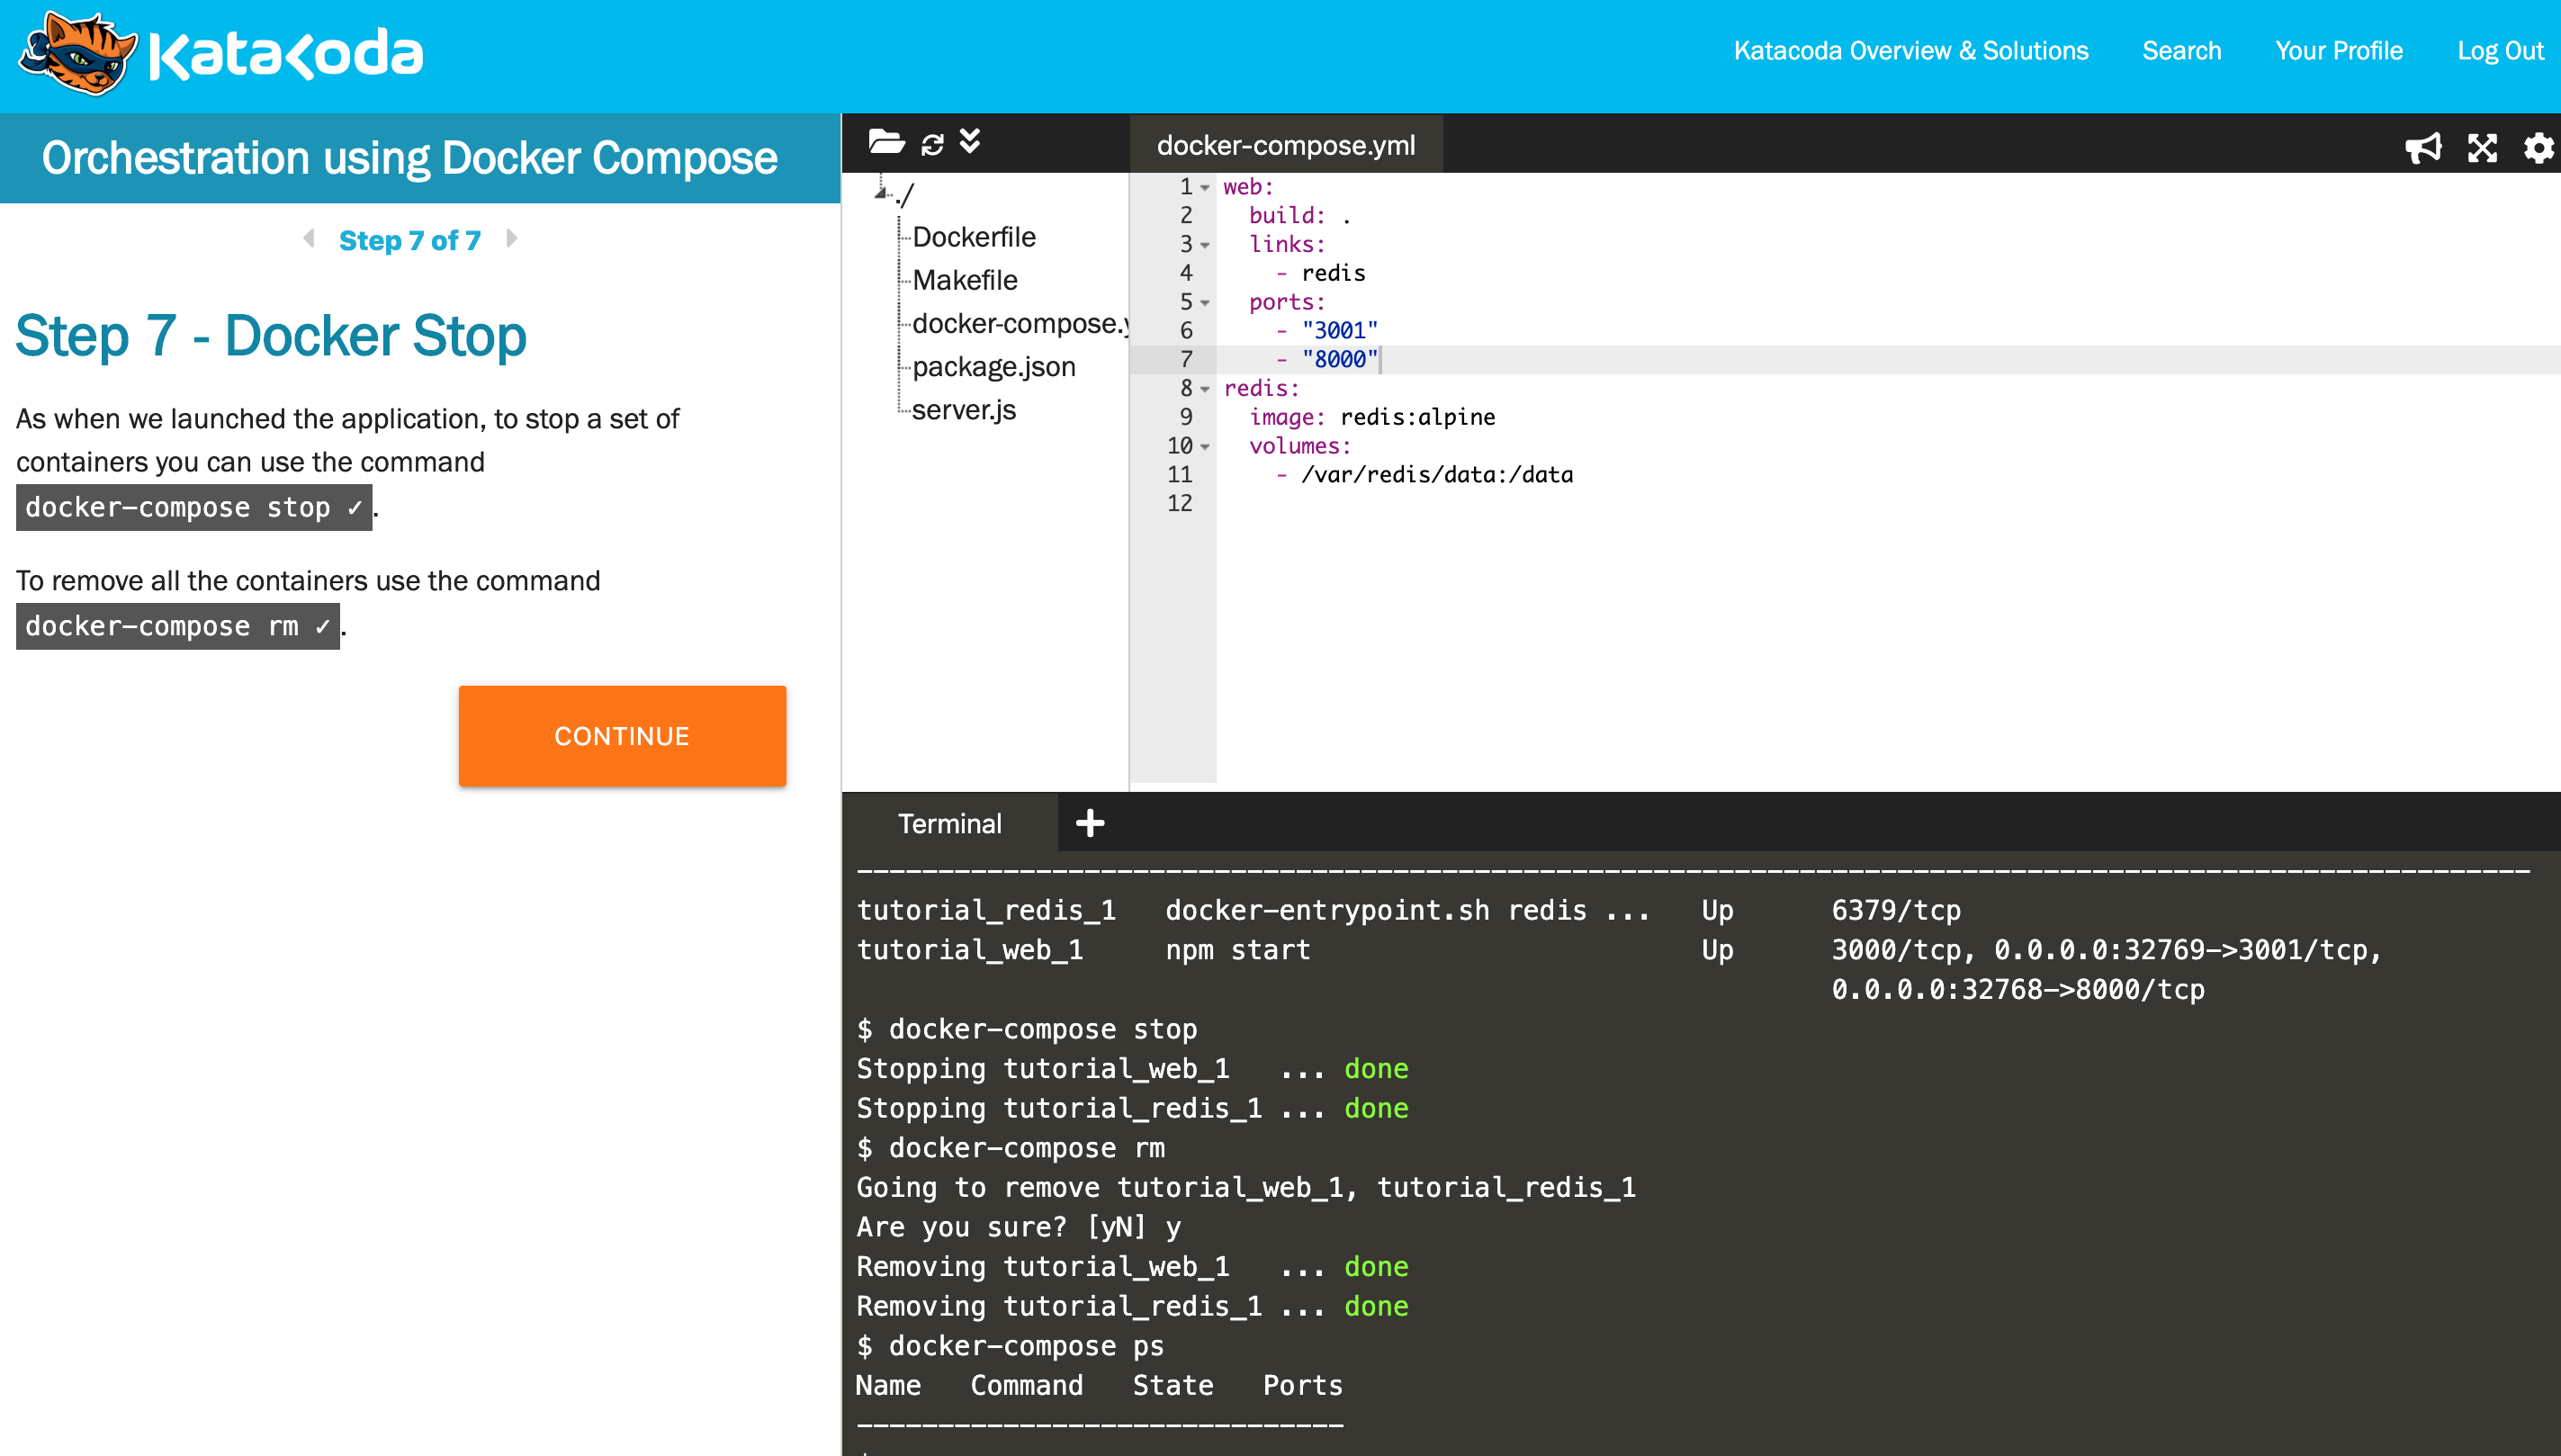 Katacoda
Katacoda Overview & Solutions
Search
Your Profile
Log Out
Orchestration using Docker Compose
Step 7 of 7
Step 7 - Docker Stop
As when we launched the application, to stop a set of
containers you can use the command
docker-compose stop ✓.
To remove all the containers use the command
docker-compose rm ✓.
CONTINUE
docker-compose.yml
./
Dockerfile
Makefile
docker-compose.y
package.json
server.js
1 web:
2   build: .
3   links:
4     - redis
5   ports:
6     - "3001"
7     - "8000"
8 redis:
9   image: redis:alpine
10   volumes:
11     - /var/redis/data:/data
12
Terminal
--------------------------------------------------------------------------------------------------------
tutorial_redis_1   docker-entrypoint.sh redis ...   Up      6379/tcp
tutorial_web_1     npm start                        Up      3000/tcp, 0.0.0.0:32769->3001/tcp,
0.0.0.0:32768->8000/tcp
$ docker-compose stop
Stopping tutorial_web_1   ... done
Stopping tutorial_redis_1 ... done
$ docker-compose rm
Going to remove tutorial_web_1, tutorial_redis_1
Are you sure? [yN] y
Removing tutorial_web_1   ... done
Removing tutorial_redis_1 ... done
$ docker-compose ps
Name   Command   State   Ports
------------------------------